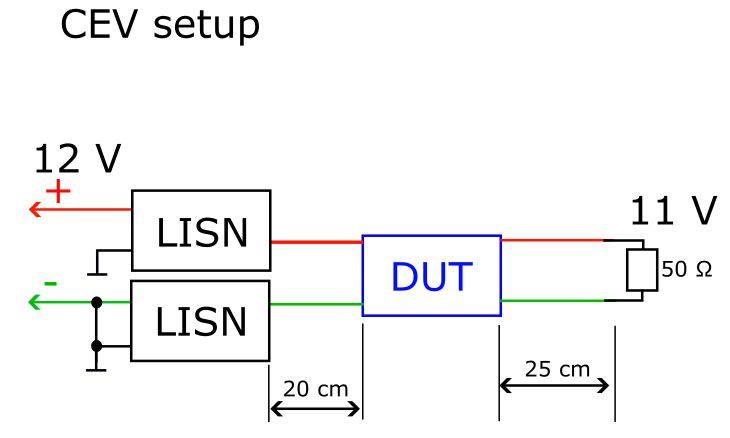 CEV setup
12 V
+
-
LISN
LISN
DUT
11 V
50 Ω
20 cm
25 cm